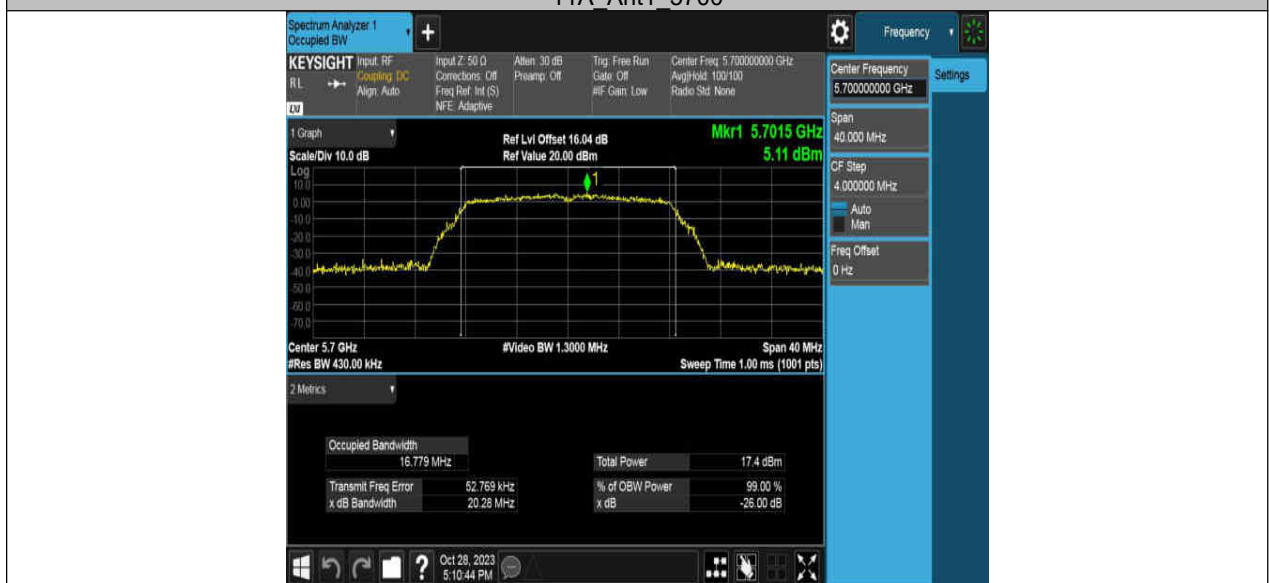 11A_Ant1_5700
Spectrum Analyzer 1
Occupied BW
+
Frequency
KEYSIGHT
RL
LXI
Input: RF
Coupling: DC
Align: Auto
Input Z: 50 Ω
Corrections: Off
Freq Ref: Int (S)
NFE: Adaptive
Atten: 30 dB
Preamp: Off
Trig: Free Run
Gate: Off
#IF Gain: Low
Center Freq: 5.700000000 GHz
Avg|Hold: 100/100
Radio Std: None
Center Frequency
5.700000000 GHz
Settings
Span
40.000 MHz
CF Step
4.000000 MHz
Auto
Man
Freq Offset
0 Hz
1 Graph
Scale/Div 10.0 dB
Ref Lvl Offset 16.04 dB
Ref Value 20.00 dBm
Mkr1 5.7015 GHz
5.11 dBm
Log
10.0
0.00
-10.0
-20.0
-30.0
-40.0
-50.0
-60.0
-70.0
1
Center 5.7 GHz
#Video BW 1.3000 MHz
Span 40 MHz
#Res BW 430.00 kHz
Sweep Time 1.00 ms (1001 pts)
2 Metrics
Occupied Bandwidth
16.779 MHz
Total Power 17.4 dBm
Transmit Freq Error 52.769 kHz
% of OBW Power 99.00 %
x dB Bandwidth 20.28 MHz
x dB -26.00 dB
?
Oct 28, 2023
5:10:44 PM